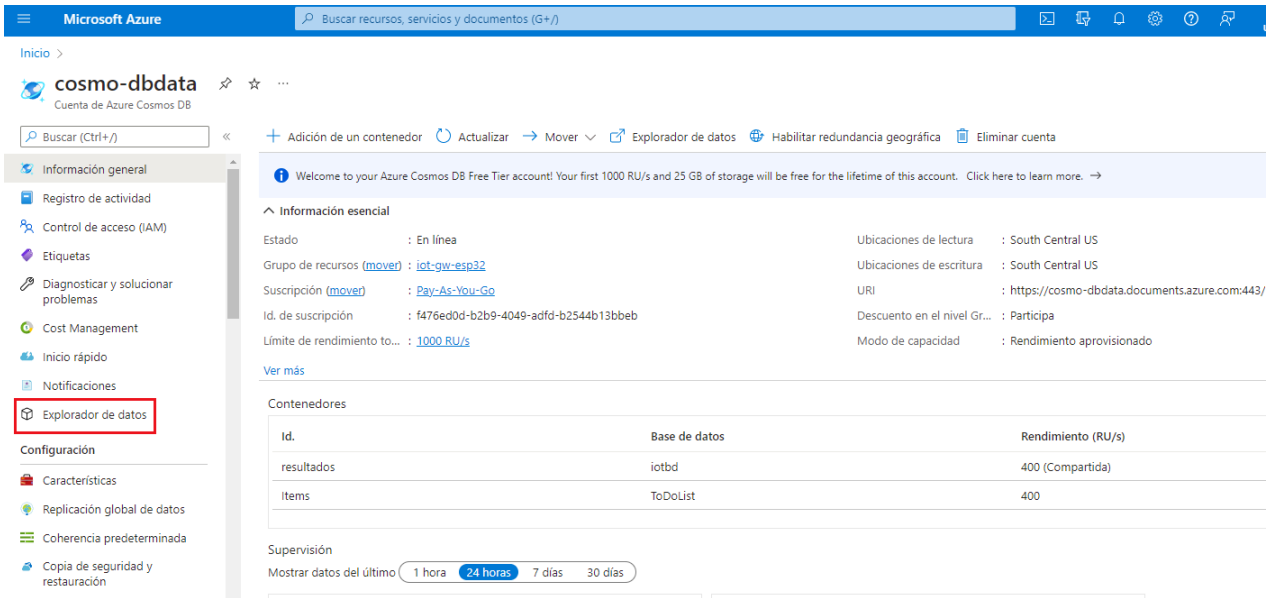 Microsoft Azure
Buscar recursos, servicios y documentos (G+/)
Inicio >
cosmo-dbdata
Cuenta de Azure Cosmos DB
Buscar (Ctrl+/)
Información general
Registro de actividad
Control de acceso (IAM)
Etiquetas
Diagnosticar y solucionar
problemas
Cost Management
Inicio rápido
Notificaciones
Explorador de datos
Configuración
Características
Replicación global de datos
Coherencia predeterminada
Copia de seguridad y
restauración
Adición de un contenedor Actualizar Mover Explorador de datos Habilitar redundancia geográfica Eliminar cuenta
Welcome to your Azure Cosmos DB Free Tier account! Your first 1000 RU/s and 25 GB of storage will be free for the lifetime of this account. Click here to learn more. →
Información esencial
Estado : En línea
Grupo de recursos (mover) : iot-gw-esp32
Suscripción (mover) : Pay-As-You-Go
Id. de suscripción : f476ed0d-b2b9-4049-adfd-b2544b13bbeb
Límite de rendimiento to... : 1000 RU/s
Ver más
Ubicaciones de lectura : South Central US
Ubicaciones de escritura : South Central US
URI : https://cosmo-dbdata.documents.azure.com:443/
Descuento en el nivel Gr... : Participa
Modo de capacidad : Rendimiento aprovisionado
Contenedores
Id. Base de datos Rendimiento (RU/s)
resultados iotbd 400 (Compartida)
Items ToDoList 400
Supervisión
Mostrar datos del último 1 hora 24 horas 7 días 30 días